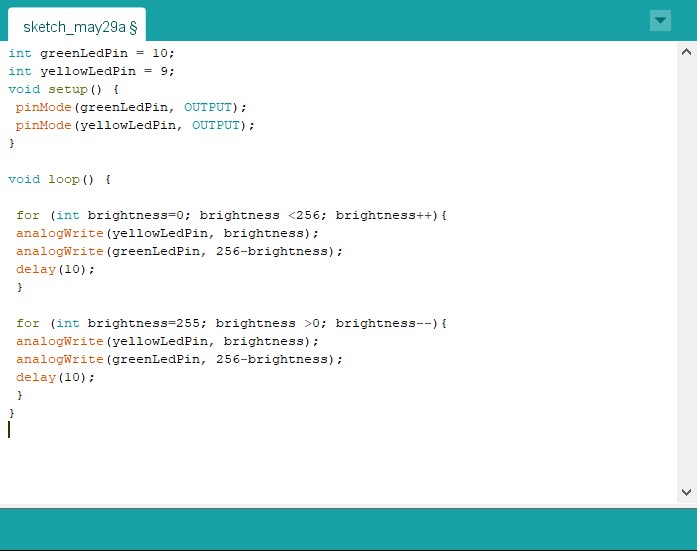 sketch_may29a §
int greenLedPin = 10;
int yellowLedPin = 9;
void setup() {
pinMode(greenLedPin, OUTPUT);
pinMode(yellowLedPin, OUTPUT);
}
void loop() {
for (int brightness=0; brightness <256; brightness++){
analogWrite(yellowLedPin, brightness);
analogWrite(greenLedPin, 256-brightness);
delay(10);
}
for (int brightness=255; brightness >0; brightness--){
analogWrite(yellowLedPin, brightness);
analogWrite(greenLedPin, 256-brightness);
delay(10);
}
}